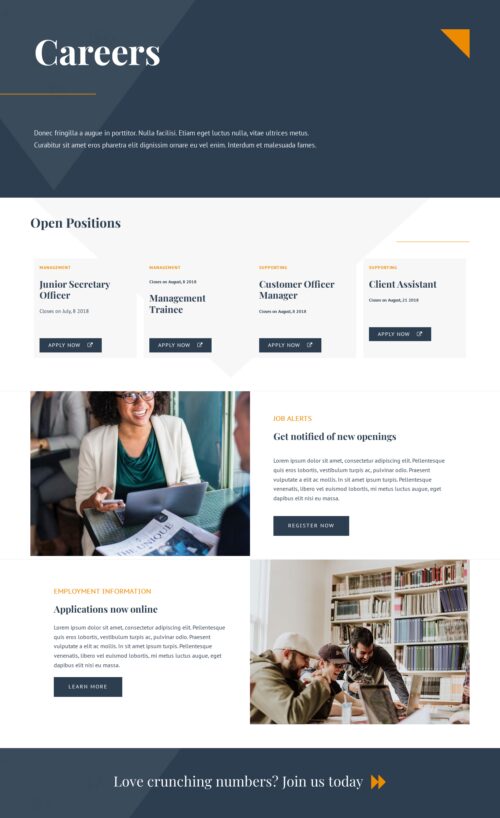 Careers
Donec fringilla a augue in porttitor. Nulla facilisi. Etiam eget luctus nulla, vitae ultrices metus.
Curabitur sit amet eros pharetra elit dignissim ornare eu vel enim. Interdum et malesuada fames.
Open Positions
MANAGEMENT
Junior Secretary
Officer
Closes on July, 8 2018
APPLY NOW
MANAGEMENT
Closes on August, 8 2018
Management
Trainee
APPLY NOW
SUPPORTING
Customer Officer
Manager
Closes on August, 8 2018
APPLY NOW
SUPPORTING
Client Assistant
Closes on August, 21 2018
APPLY NOW
THE UNIQUE
JOB ALERTS
Get notified of new openings
Lorem ipsum dolor sit amet, consectetur adipiscing elit. Pellentesque
quis eros lobortis, vestibulum turpis ac, pulvinar odio. Praesent
vulputate a elit ac mollis. In sit amet ipsum turpis. Pellentesque
venenatis, libero vel euismod lobortis, mi metus luctus augue, eget
dapibus nisl eros eu massa.
REGISTER NOW
EMPLOYMENT INFORMATION
Applications now online
Lorem ipsum dolor sit amet, consectetur adipiscing elit. Pellentesque
quis eros lobortis, vestibulum turpis ac, pulvinar odio. Praesent
vulputate a elit ac mollis. In sit amet ipsum turpis. Pellentesque
venenatis, libero vel euismod lobortis, mi metus luctus augue, eget
dapibus nisl eros eu massa.
LEARN MORE
Love crunching numbers? Join us today